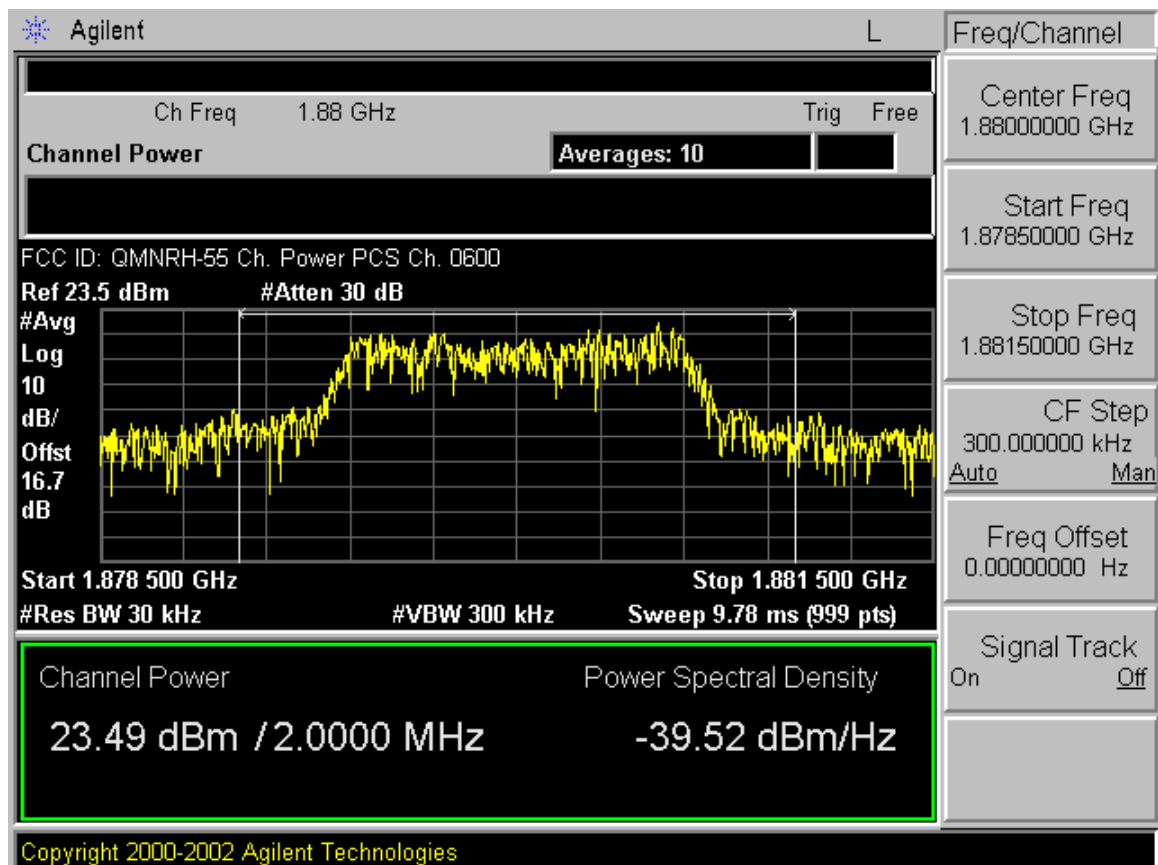 Agilent L
Freq/Channel
Ch Freq 1.88 GHz Trig Free
Channel Power Averages: 10
FCC ID: QMNRH-55 Ch. Power PCS Ch. 0600
Ref 23.5 dBm #Atten 30 dB
#Avg
Log
10
dB/
Offst
16.7
dB
Start 1.878 500 GHz Stop 1.881 500 GHz
#Res BW 30 kHz #VBW 300 kHz Sweep 9.78 ms (999 pts)
Channel Power Power Spectral Density
23.49 dBm / 2.0000 MHz -39.52 dBm/Hz
Center Freq
1.88000000 GHz
Start Freq
1.87850000 GHz
Stop Freq
1.88150000 GHz
CF Step
300.000000 kHz
Auto Man
Freq Offset
0.00000000 Hz
Signal Track
On Off
Copyright 2000-2002 Agilent Technologies